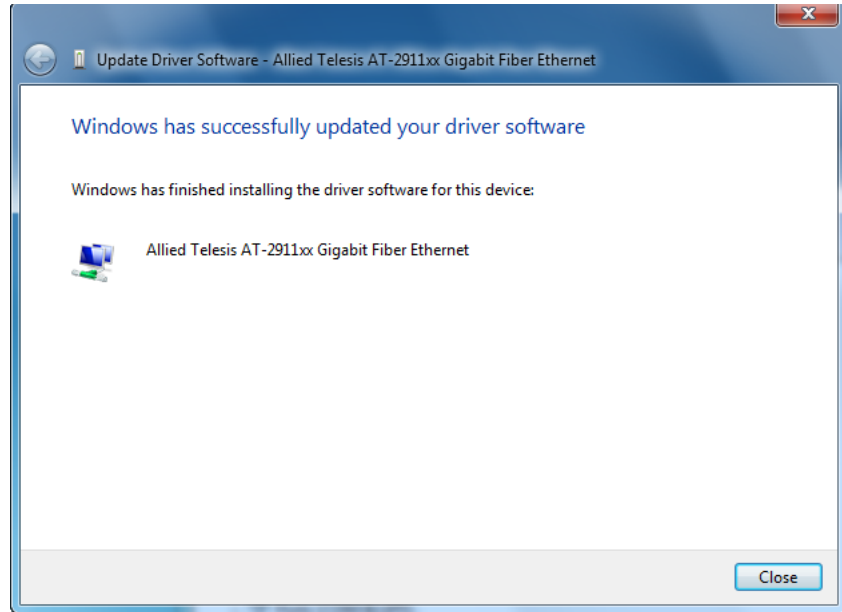 Update Driver Software - Allied Telesis AT-2911xx Gigabit Fiber Ethernet
Windows has successfully updated your driver software
Windows has finished installing the driver software for this device:
Allied Telesis AT-2911xx Gigabit Fiber Ethernet
Close